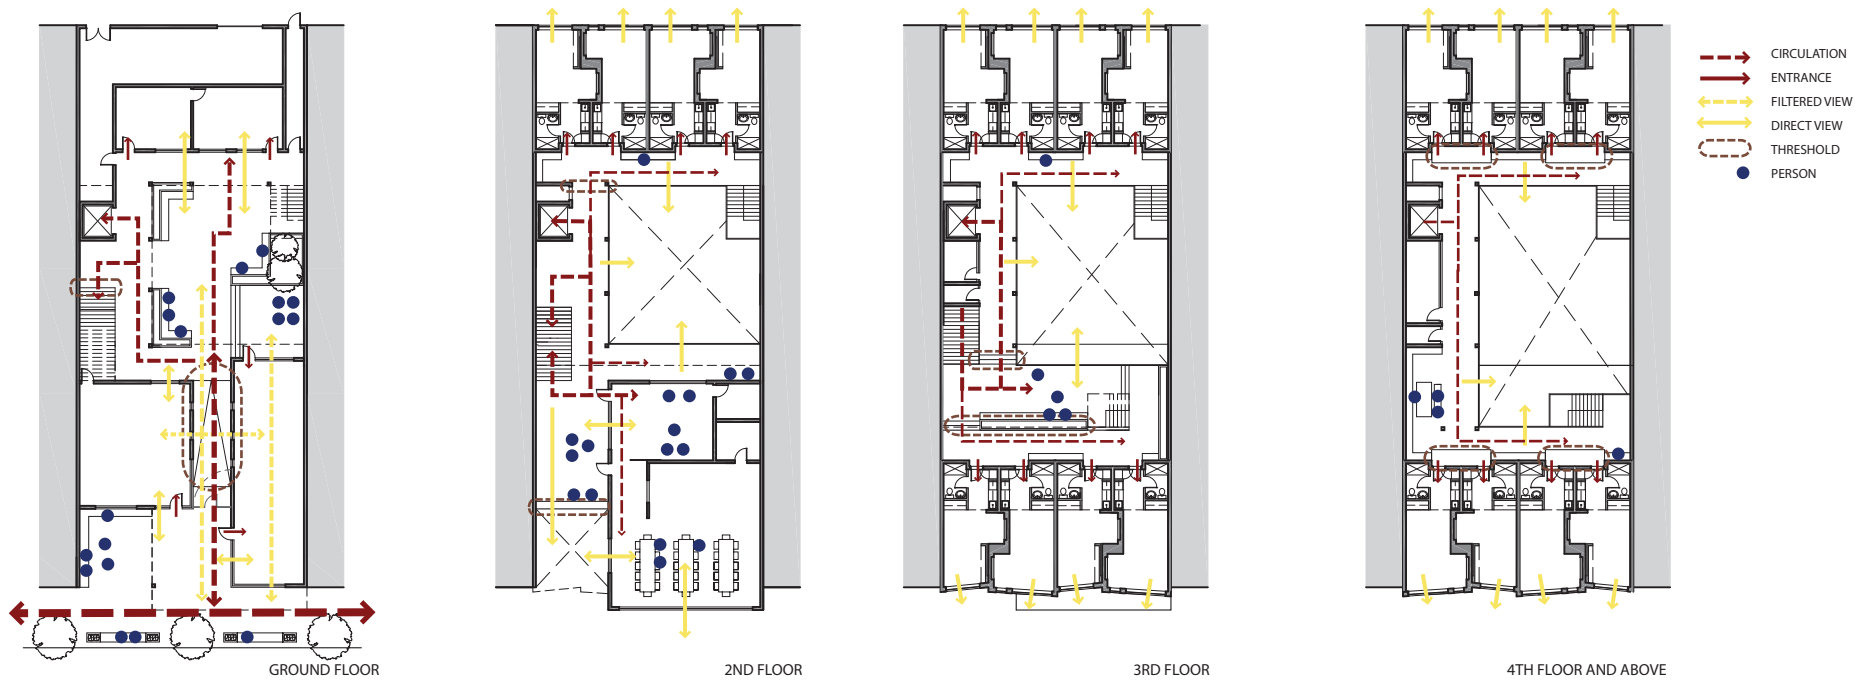 CIRCULATION
ENTRANCE
FILTERED VIEW
DIRECT VIEW
THRESHOLD
PERSON
GROUND FLOOR
2ND FLOOR
3RD FLOOR
4TH FLOOR AND ABOVE